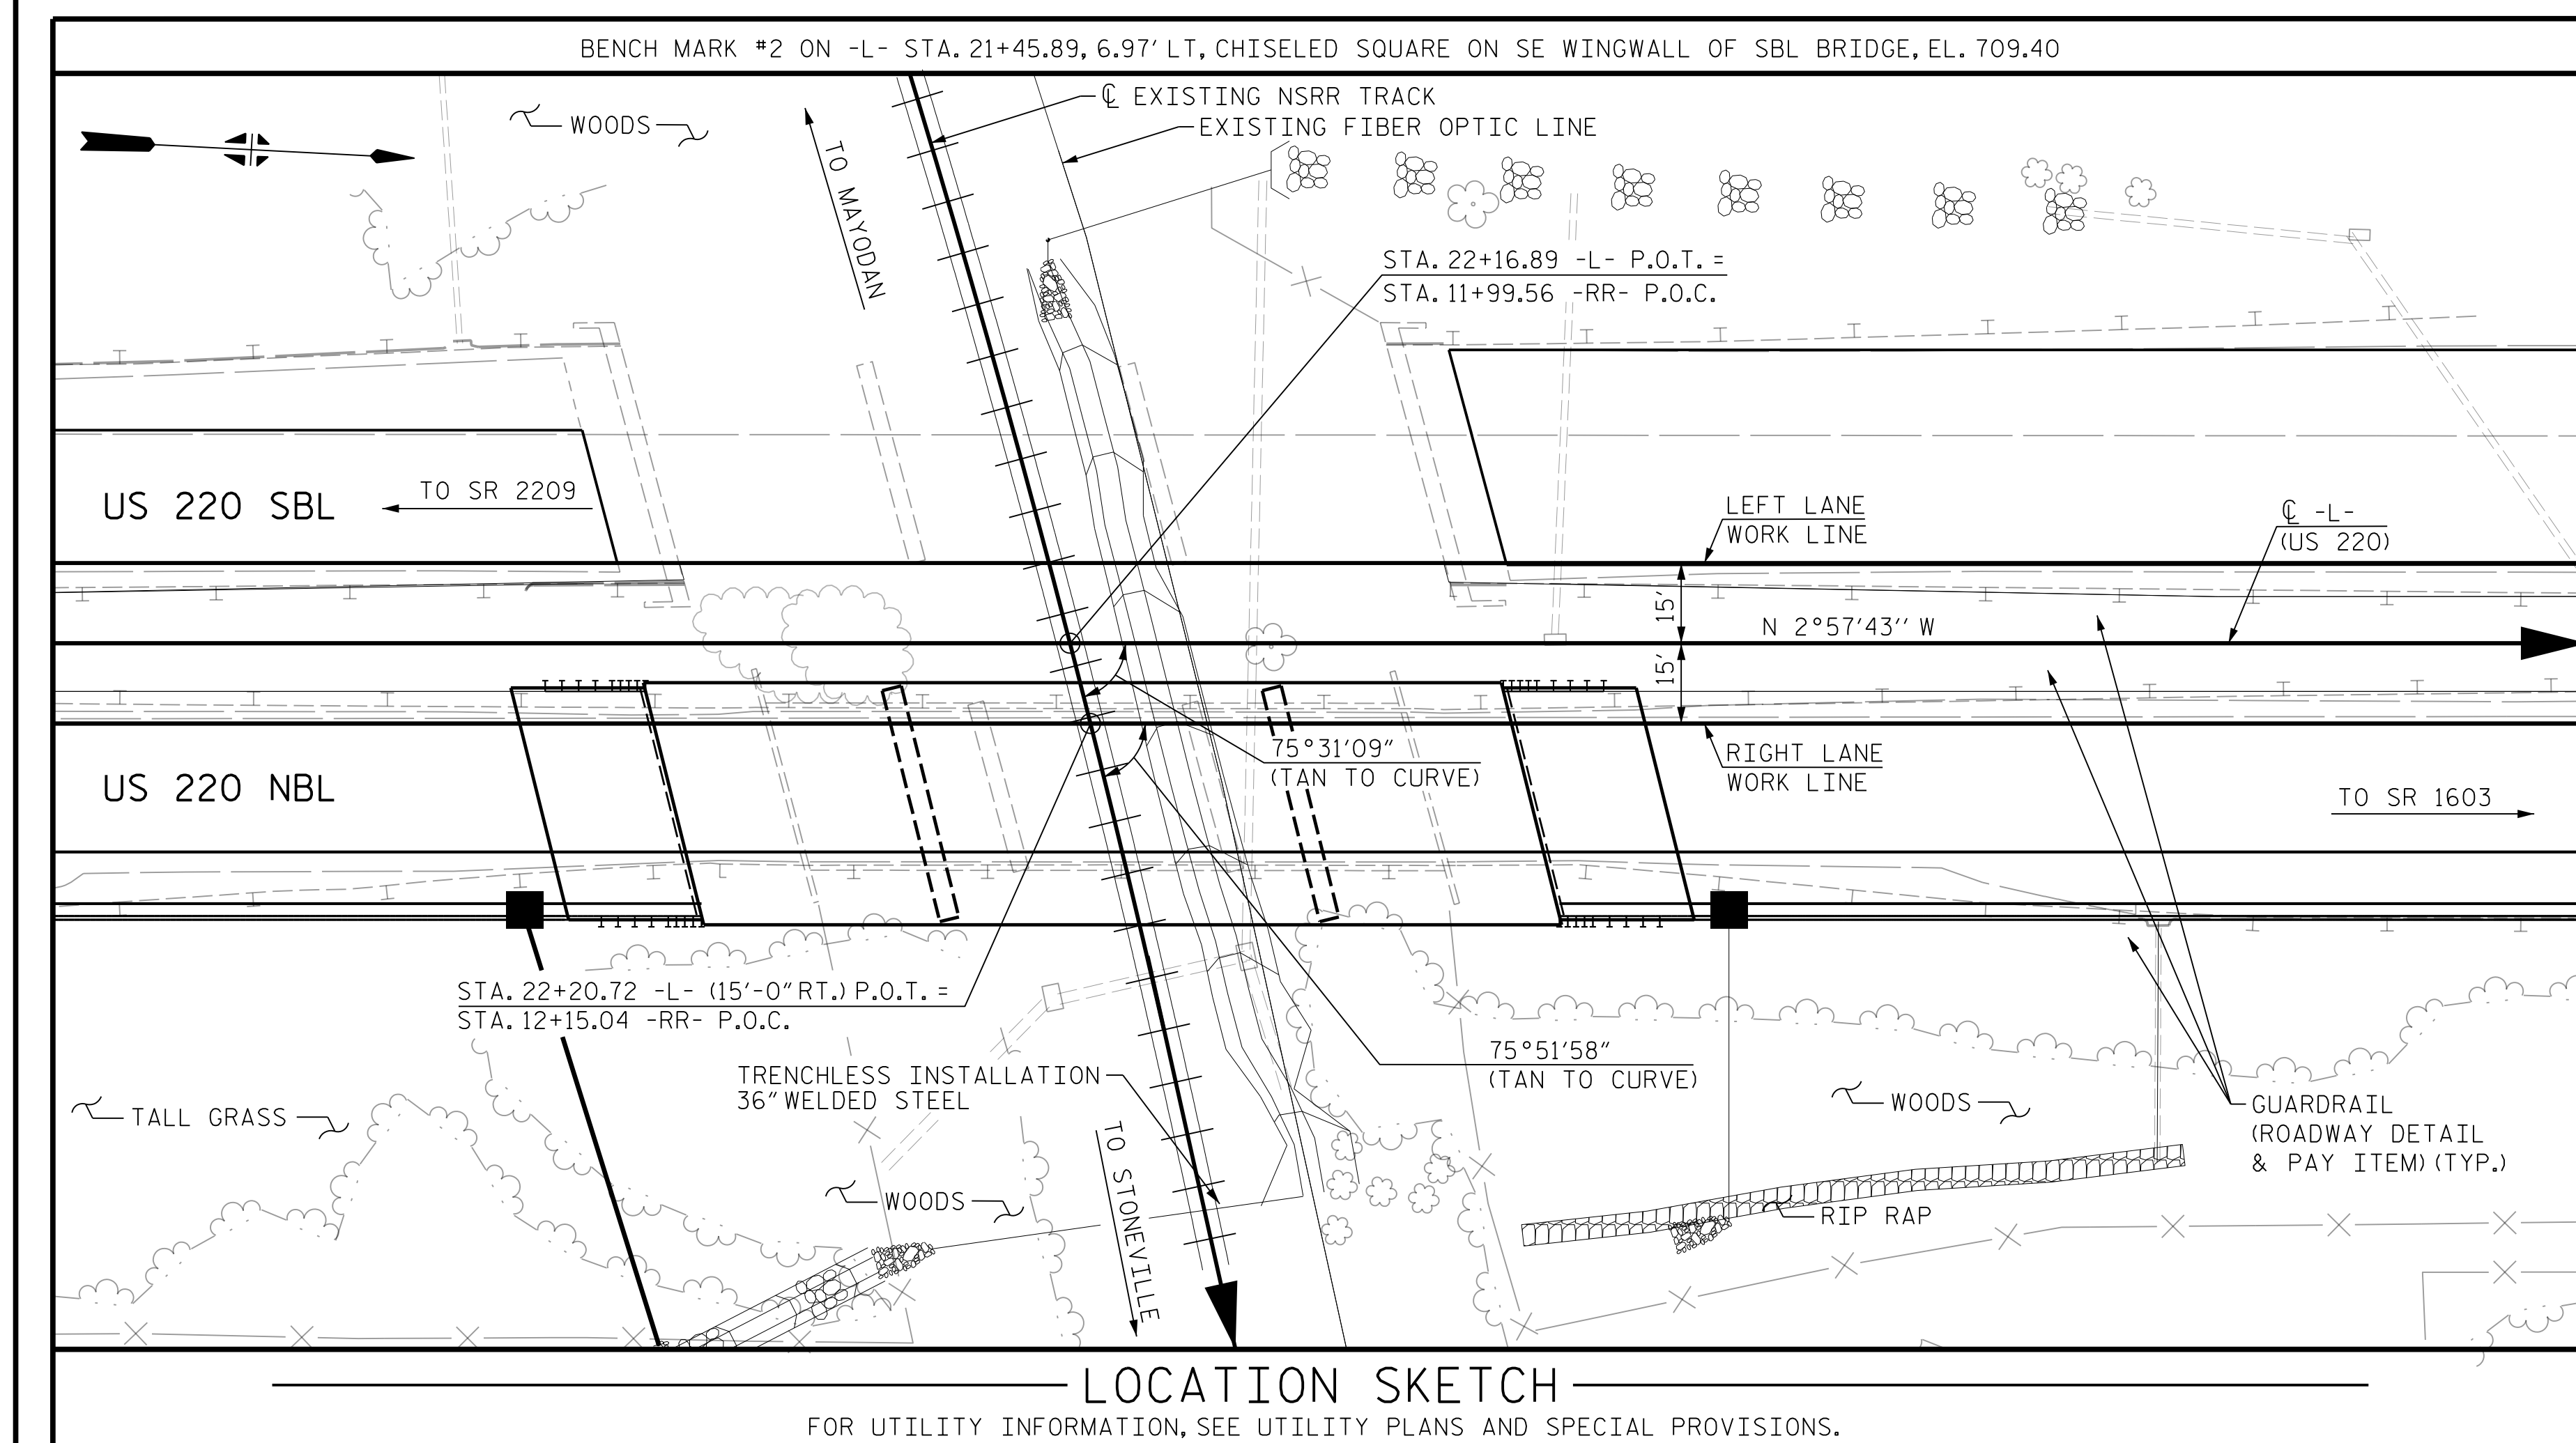 BENCH MARK #2 ON -L- STA. 21+45.89, 6.97' LT, CHISELED SQUARE ON SE WINGWALL OF SBL BRIDGE, EL. 709.40
℄ EXISTING NSRR TRACK
EXISTING FIBER OPTIC LINE
WOODS
TO MAYODAN
STA. 22+16.89 -L- P.O.T. =
STA. 11+99.56 -RR- P.O.C.
US 220 SBL
TO SR 2209
LEFT LANE
WORK LINE
℄ -L-
(US 220)
15'
N 2°57'43'' W
15'
75°31'09"
(TAN TO CURVE)
RIGHT LANE
WORK LINE
US 220 NBL
TO SR 1603
STA. 22+20.72 -L- (15'-0" RT.) P.O.T. =
STA. 12+15.04 -RR- P.O.C.
75°51'58"
(TAN TO CURVE)
TRENCHLESS INSTALLATION
36" WELDED STEEL
TALL GRASS
WOODS
WOODS
TO STONEVILLE
GUARDRAIL
(ROADWAY DETAIL
& PAY ITEM) (TYP.)
RIP RAP
LOCATION SKETCH
FOR UTILITY INFORMATION, SEE UTILITY PLANS AND SPECIAL PROVISIONS.